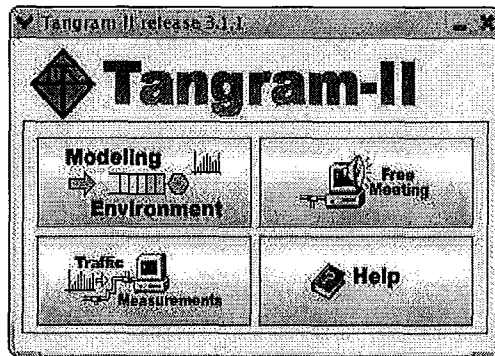 Tangram II release 3.1.1
Tangram-II
Modeling
Environment
Free
Meeting
Traffic
Measurements
Help